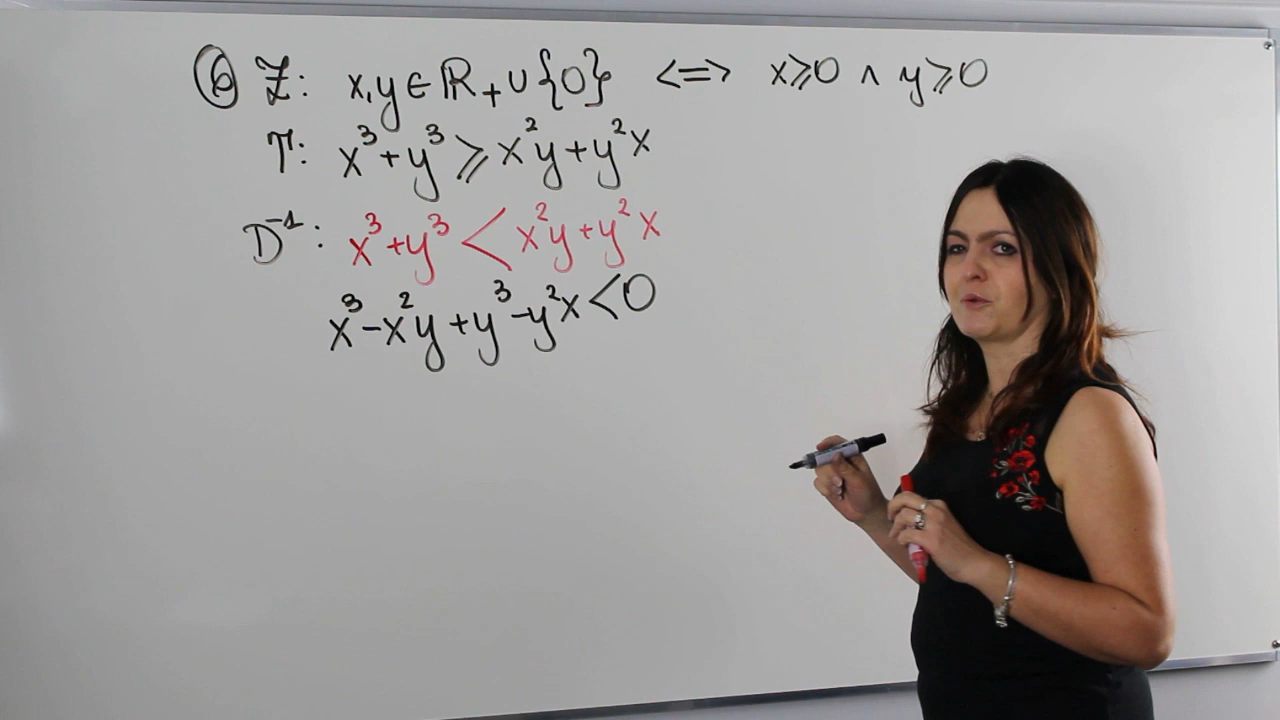 ⑥ Z: x,y∈ℝ₊∪{0} <=> x⩾0 ∧ y⩾0
T: x³+y³⩾x²y+y²x
D⁻¹: x³+y³<x²y+y²x
x³-x²y+y³-y²x<0